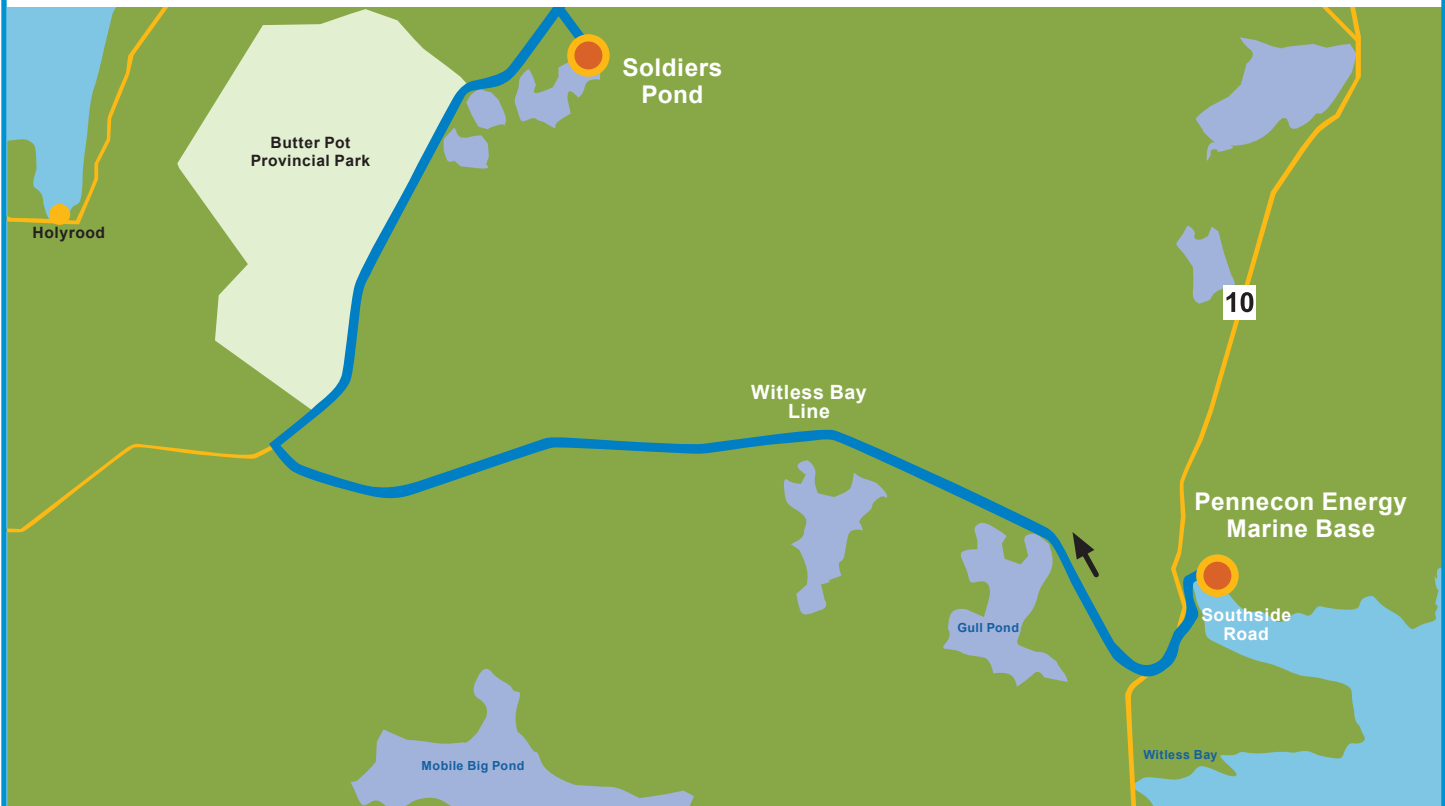 Soldiers
Pond
Butter Pot
Provincial Park
Holyrood
10
Witless Bay
Line
Pennecon Energy
Marine Base
Southside
Road
Gull Pond
Witless Bay
Mobile Big Pond